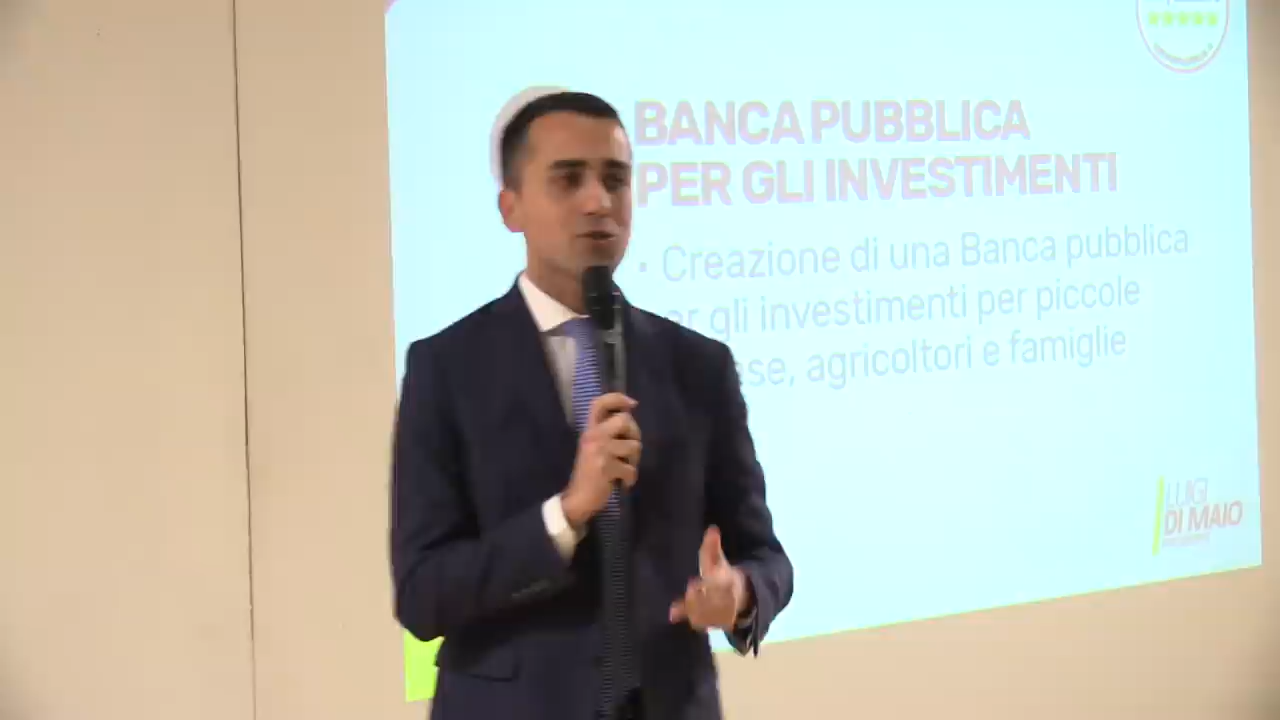 BANCA PUBBLICA
PER GLI INVESTIMENTI
• Creazione di una Banca pubblica
gli investimenti per piccole
agricoltori e famiglie
LUIGI
DI MAIO